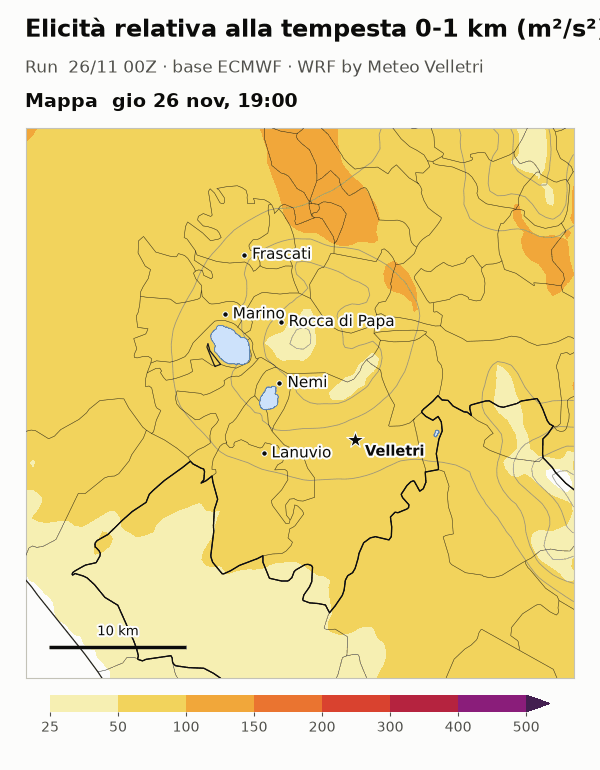 Elicità relativa alla tempesta 0-1 km (m²/s²)
Run  26/11 00Z · base ECMWF · WRF by Meteo Velletri
Mappa  gio 26 nov, 19:00
Frascati
Marino
Rocca di Papa
Nemi
Velletri
Lanuvio
10 km
25 50 100 150 200 300 400 500